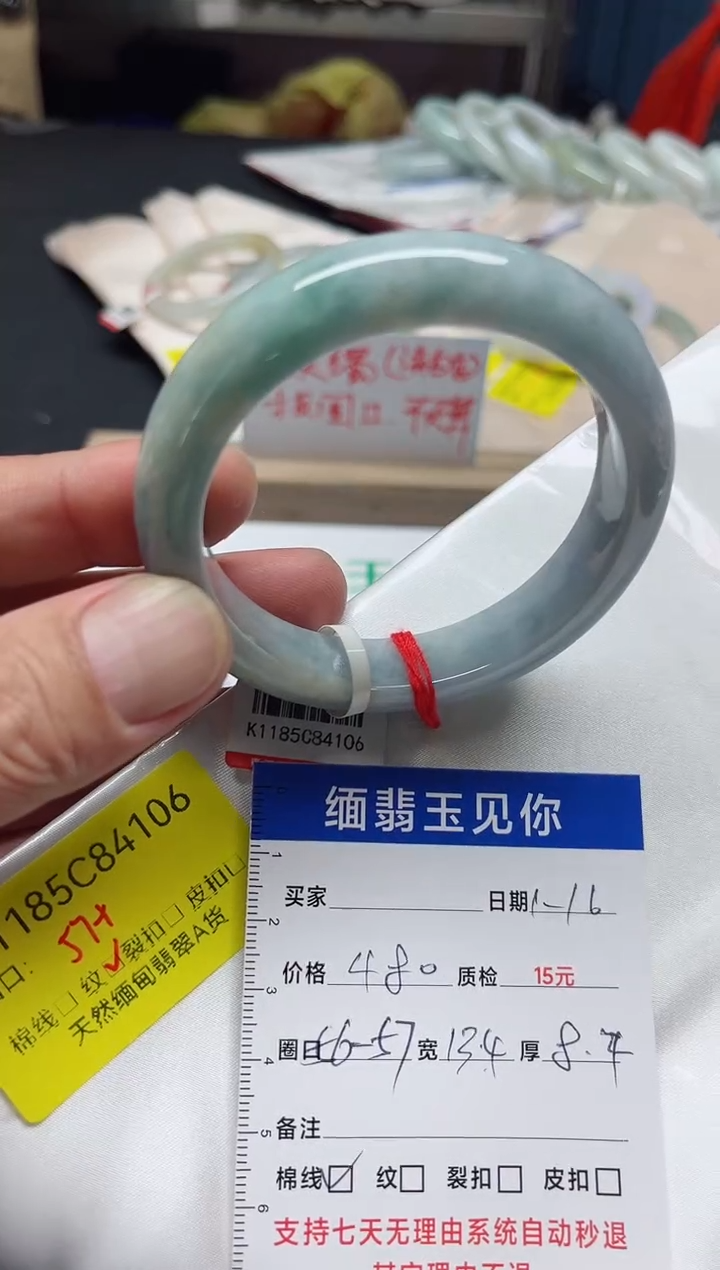 K1185C84106
1185C84106
口: 57+
棉线□ 纹☑ 裂扣□ 皮扣□
天然缅甸翡翠A货
缅翡玉见你
买家 日期 1-16
价格 480 质检 15元
圈口 56-57 宽 13.4 厚 8.7
备注
棉线☑ 纹□ 裂扣□ 皮扣□
支持七天无理由系统自动秒退